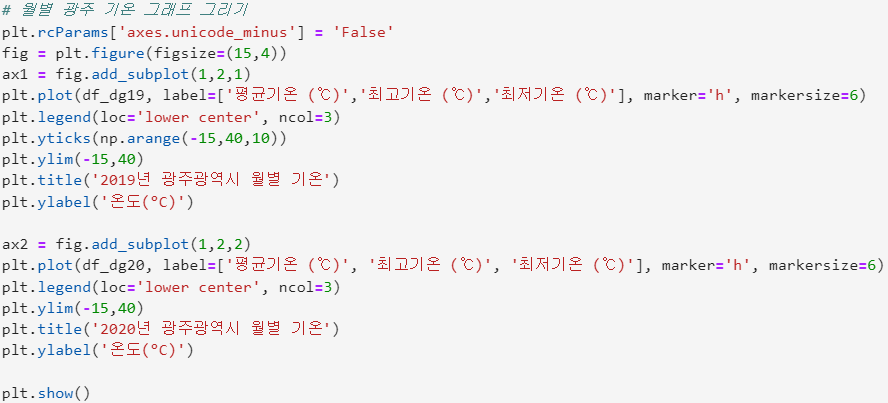 # 월별 광주 기온 그래프 그리기
plt.rcParams['axes.unicode_minus'] = 'False'
fig = plt.figure(figsize=(15,4))
ax1 = fig.add_subplot(1,2,1)
plt.plot(df_dg19, label=['평균기온 (℃)','최고기온 (℃)','최저기온 (℃)'], marker='h', markersize=6)
plt.legend(loc='lower center', ncol=3)
plt.yticks(np.arange(-15,40,10))
plt.ylim(-15,40)
plt.title('2019년 광주광역시 월별 기온')
plt.ylabel('온도(°C)')

ax2 = fig.add_subplot(1,2,2)
plt.plot(df_dg20, label=['평균기온 (℃)', '최고기온 (℃)', '최저기온 (℃)'], marker='h', markersize=6)
plt.legend(loc='lower center', ncol=3)
plt.ylim(-15,40)
plt.title('2020년 광주광역시 월별 기온')
plt.ylabel('온도(°C)')

plt.show()